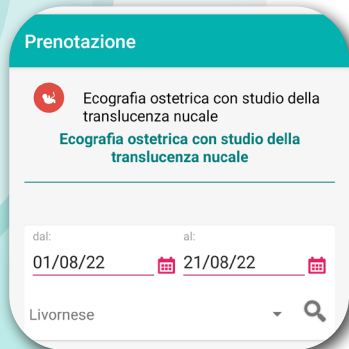 Prenotazione
Ecografia ostetrica con studio della
translucenza nucale
Ecografia ostetrica con studio della
translucenza nucale
dal:
al:
01/08/22
21/08/22
Livornese